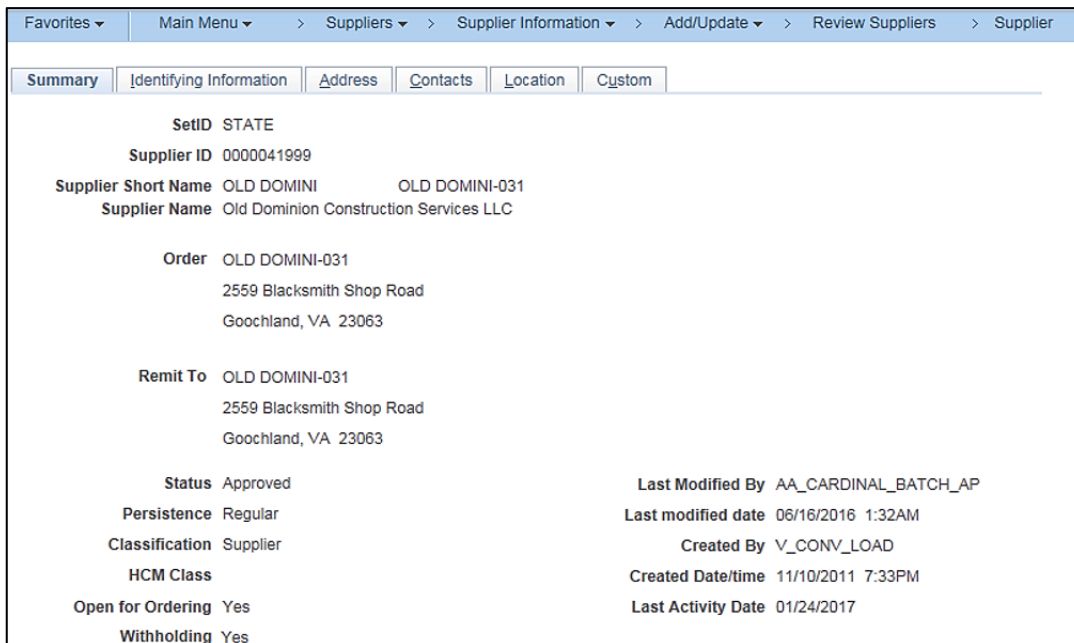 Favorites Main Menu > Suppliers > Supplier Information > Add/Update > Review Suppliers > Supplier
Summary Identifying Information Address Contacts Location Custom
SetID STATE
Supplier ID 0000041999
Supplier Short Name OLD DOMINI OLD DOMINI-031
Supplier Name Old Dominion Construction Services LLC
Order OLD DOMINI-031
2559 Blacksmith Shop Road
Goochland, VA 23063
Remit To OLD DOMINI-031
2559 Blacksmith Shop Road
Goochland, VA 23063
Status Approved Last Modified By AA_CARDINAL_BATCH_AP
Persistence Regular Last modified date 06/16/2016 1:32AM
Classification Supplier Created By V_CONV_LOAD
HCM Class Created Date/time 11/10/2011 7:33PM
Open for Ordering Yes Last Activity Date 01/24/2017
Withholding Yes